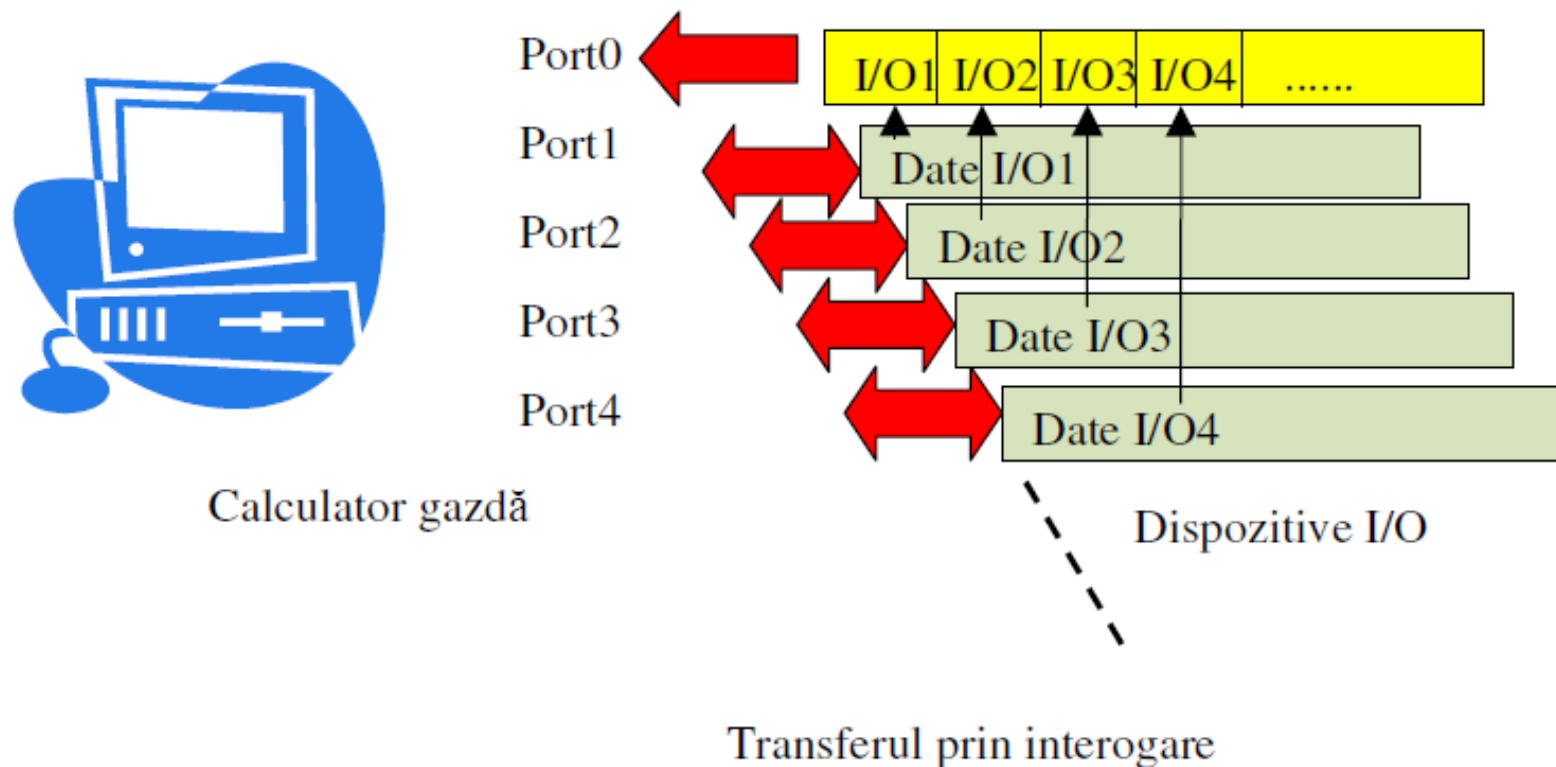 Port0
I/O1 I/O2 I/O3 I/O4 ......
Port1
Date I/O1
Port2
Date I/O2
Port3
Date I/O3
Port4
Date I/O4
Calculator gazdă
Dispozitive I/O
Transferul prin interogare